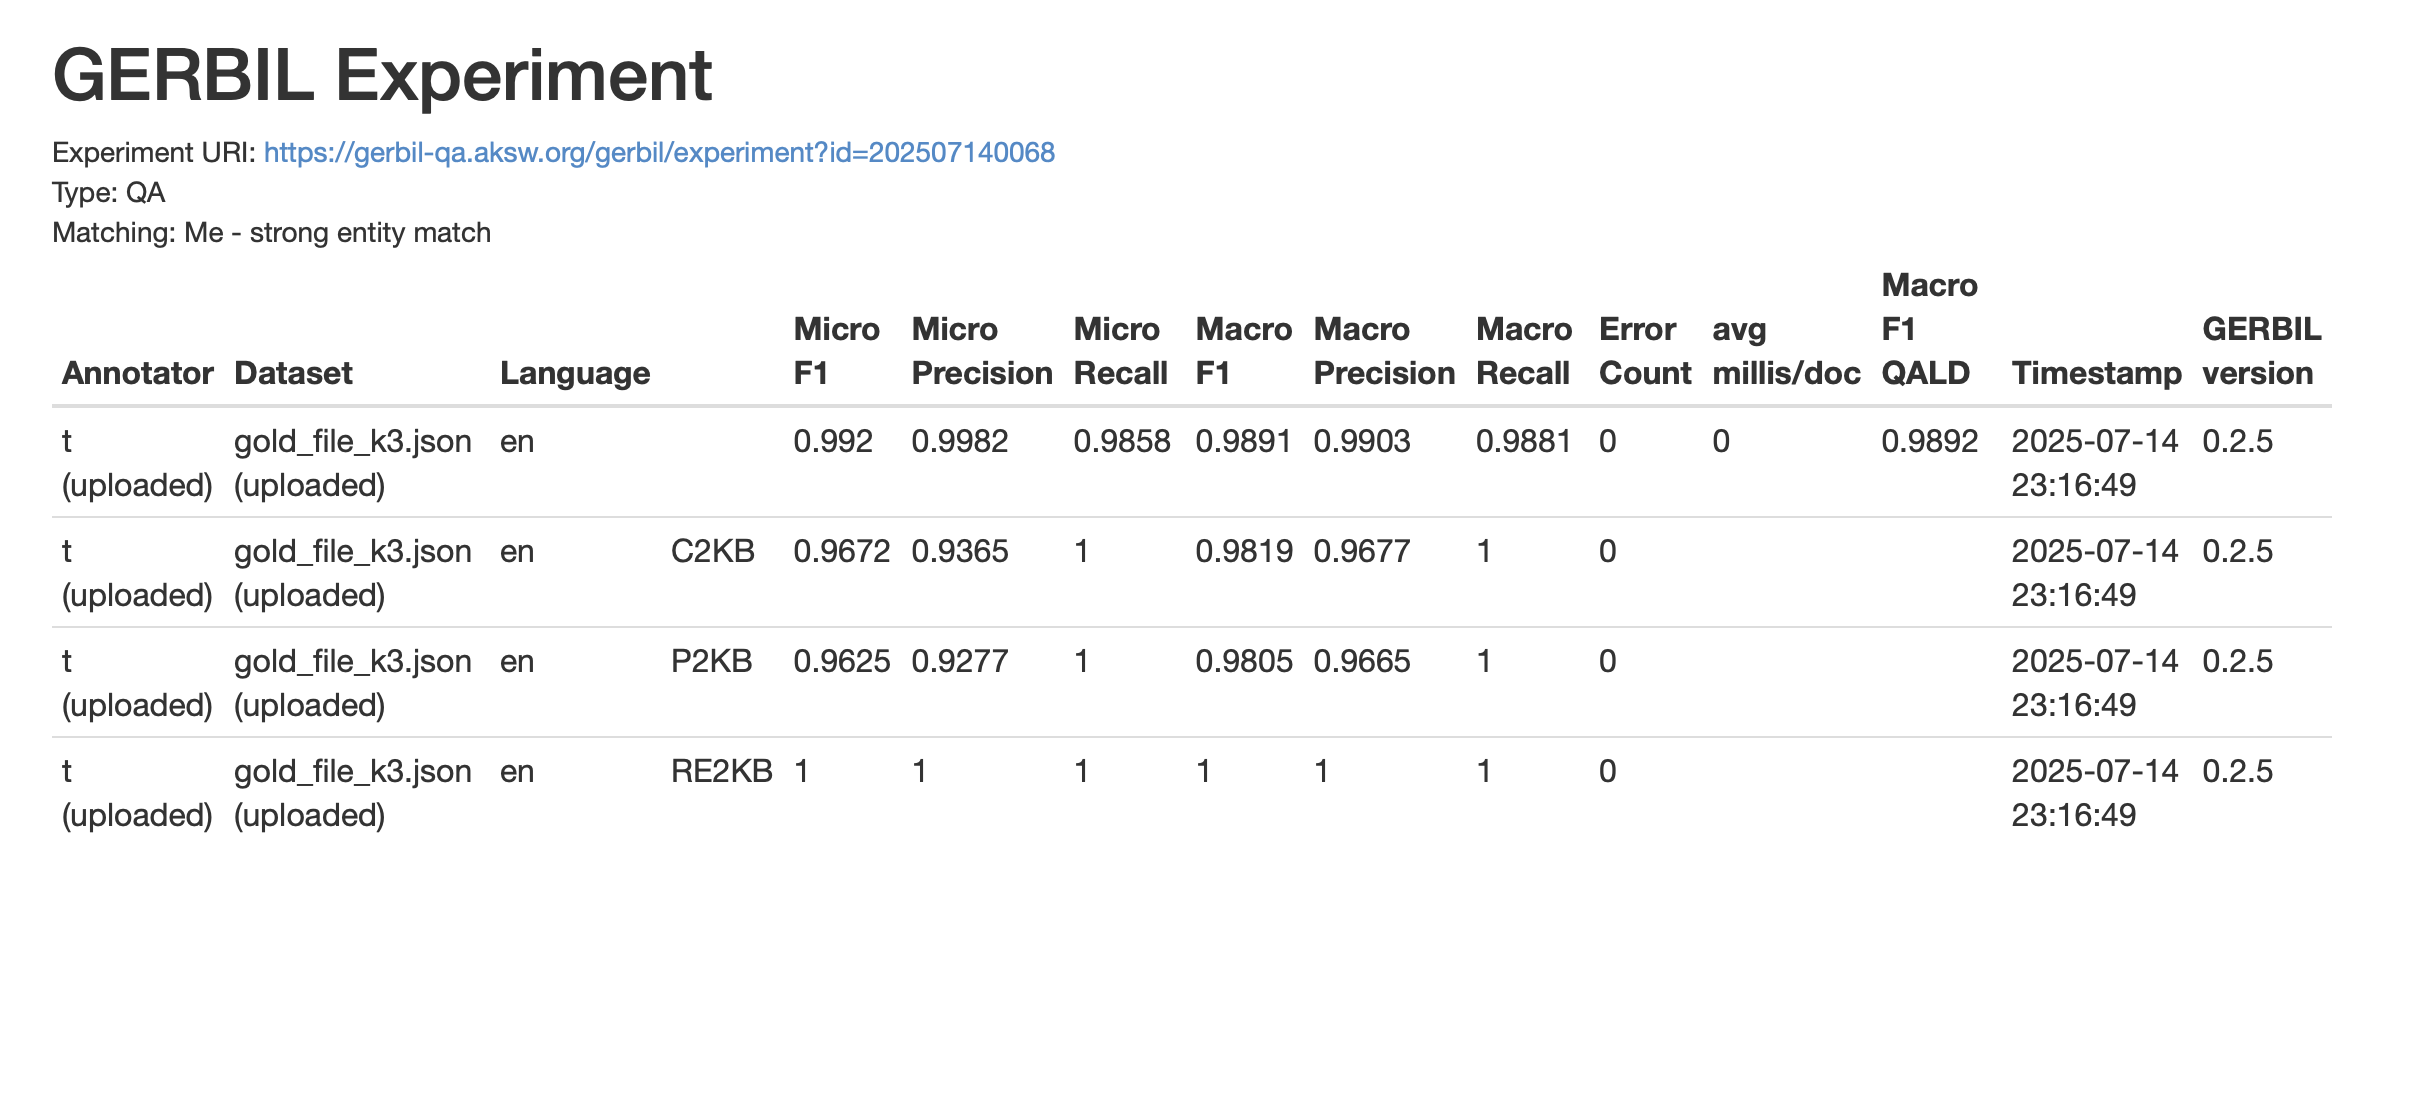 GERBIL Experiment
Experiment URI: https://gerbil-qa.aksw.org/gerbil/experiment?id=202507140068
Type: QA
Matching: Me - strong entity match
Annotator Dataset Language Micro F1 Micro Precision Micro Recall Macro F1 Macro Precision Macro Recall Error Count avg millis/doc Macro F1 QALD Timestamp GERBIL version
t (uploaded) gold_file_k3.json (uploaded) en 0.992 0.9982 0.9858 0.9891 0.9903 0.9881 0 0 0.9892 2025-07-14 23:16:49 0.2.5
t (uploaded) gold_file_k3.json (uploaded) en C2KB 0.9672 0.9365 1 0.9819 0.9677 1 0 2025-07-14 23:16:49 0.2.5
t (uploaded) gold_file_k3.json (uploaded) en P2KB 0.9625 0.9277 1 0.9805 0.9665 1 0 2025-07-14 23:16:49 0.2.5
t (uploaded) gold_file_k3.json (uploaded) en RE2KB 1 1 1 1 1 1 0 2025-07-14 23:16:49 0.2.5